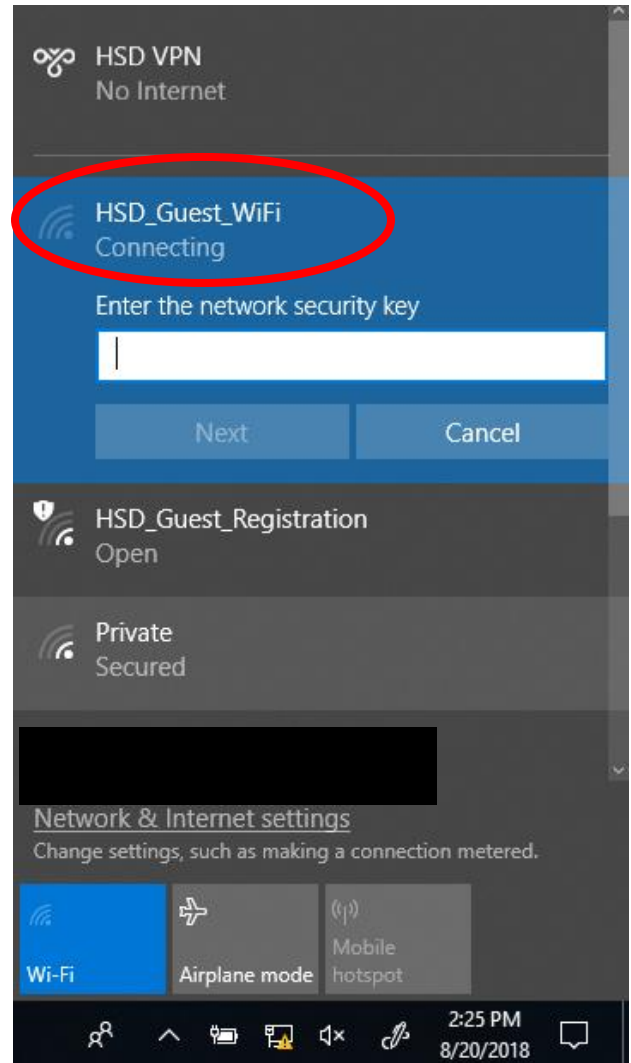 HSD VPN
No Internet
HSD_Guest_WiFi
Connecting
Enter the network security key
Next
Cancel
HSD_Guest_Registration
Open
Private
Secured
Network & Internet settings
Change settings, such as making a connection metered.
Wi-Fi
Airplane mode
Mobile
hotspot
2:25 PM
8/20/2018